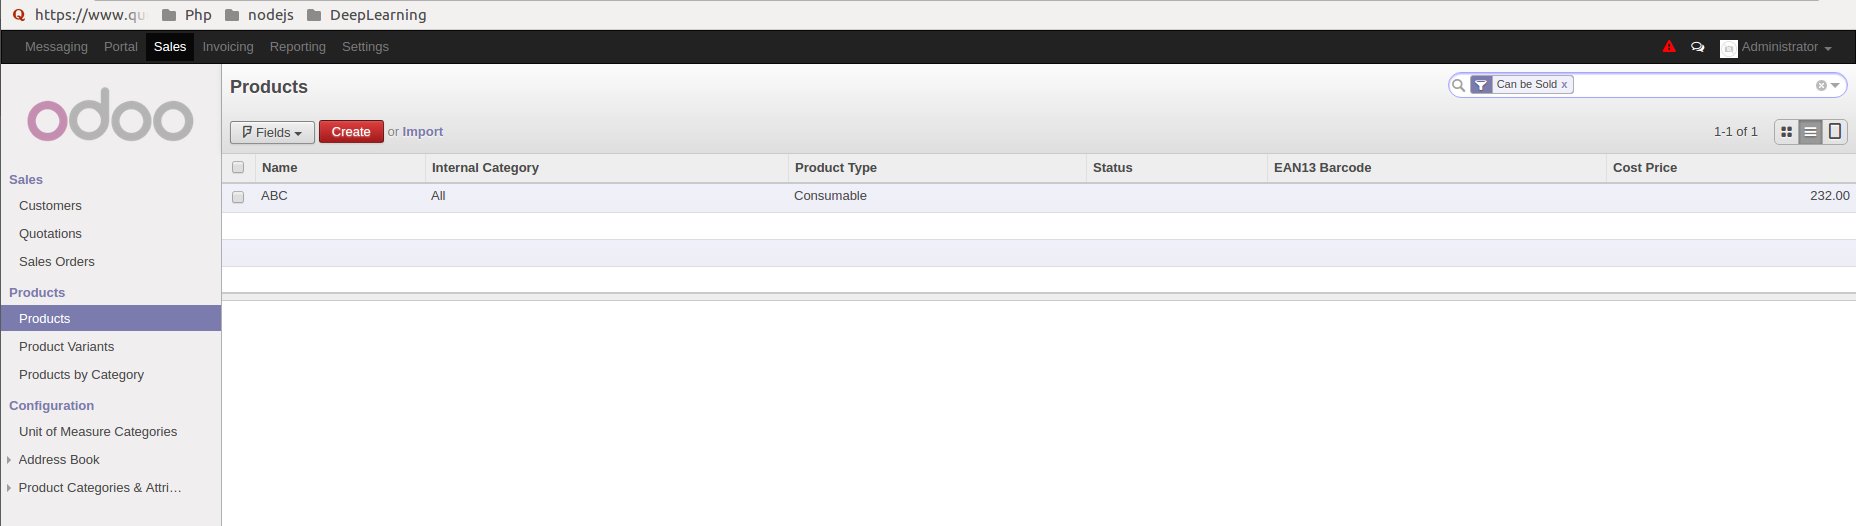 https://www.qu Php nodejs DeepLearning
Messaging Portal Sales Invoicing Reporting Settings Administrator
odoo
Products
Can be Sold x
Fields Create or Import
1-1 of 1
Name Internal Category Product Type Status EAN13 Barcode Cost Price
ABC All Consumable 232.00
Sales
Customers
Quotations
Sales Orders
Products
Products
Product Variants
Products by Category
Configuration
Unit of Measure Categories
Address Book
Product Categories & Attri...